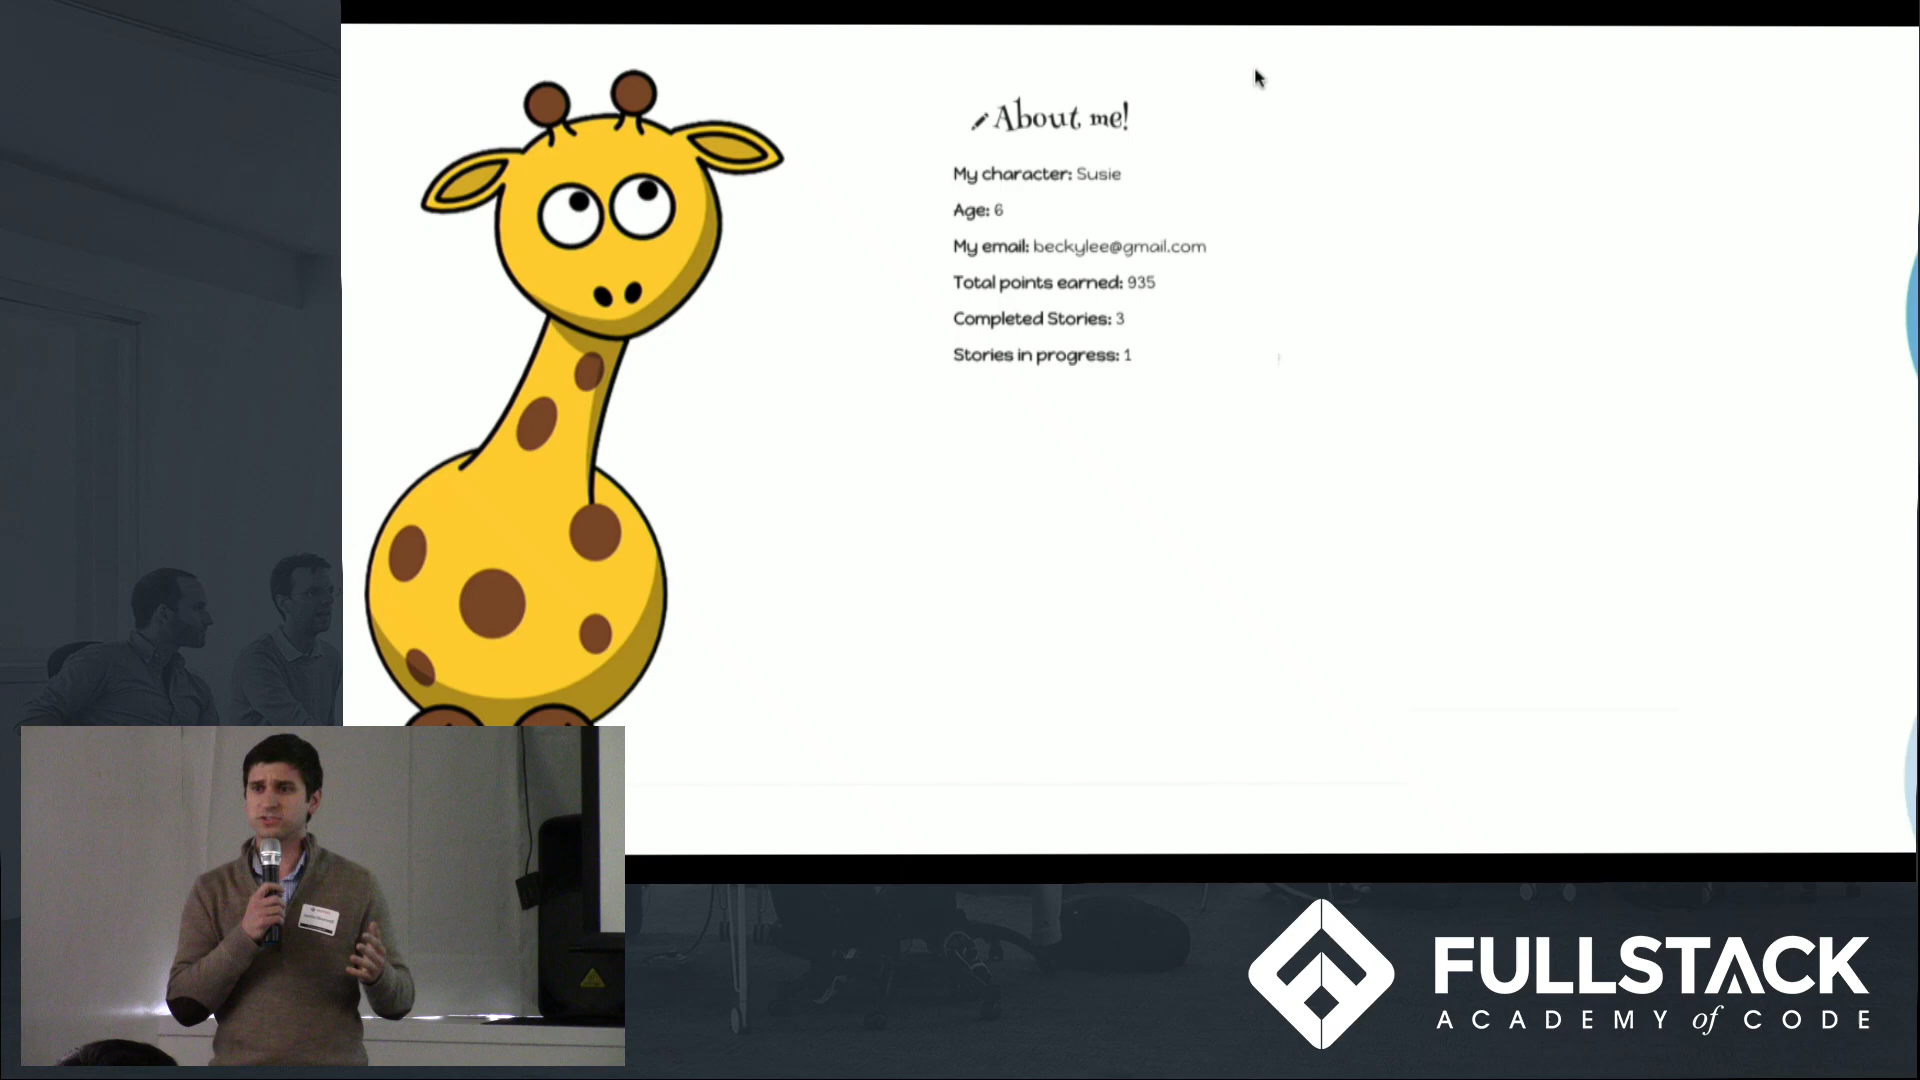 About me!
My character: Susie
Age: 6
My email: beckylee@gmail.com
Total points earned: 935
Completed Stories: 3
Stories in progress: 1
FULLSTACK
ACADEMY of CODE